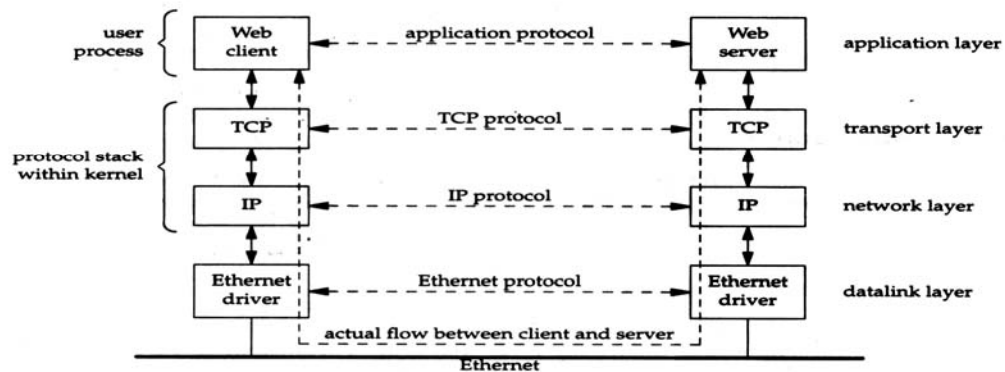 user
process
Web
client
application protocol
Web
server
application layer
TCP
TCP protocol
TCP
transport layer
protocol stack
within kernel
IP
IP protocol
IP
network layer
Ethernet
driver
Ethernet protocol
Ethernet
driver
datalink layer
actual flow between client and server
Ethernet